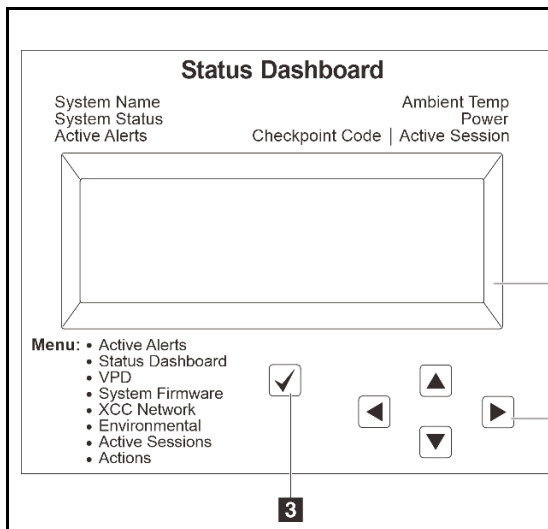 Status Dashboard
System Name
System Status
Active Alerts
Ambient Temp
Power
Checkpoint Code | Active Session
Menu: • Active Alerts
• Status Dashboard
• VPD
• System Firmware
• XCC Network
• Environmental
• Active Sessions
• Actions
3